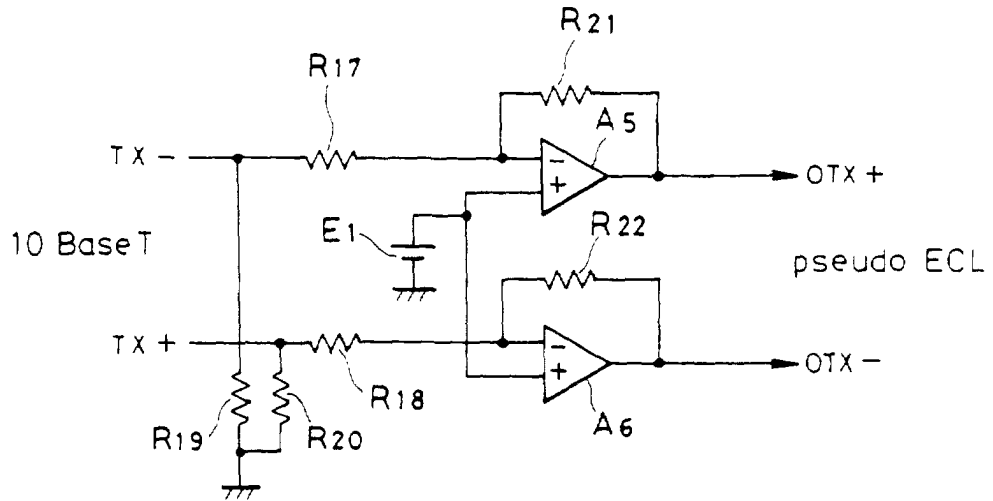 R21
R17
A5
TX-
-
+
OTX+
E1
R22
10 BaseT
pseudo ECL
TX+
-
+
OTX-
R18
A6
R19
R20